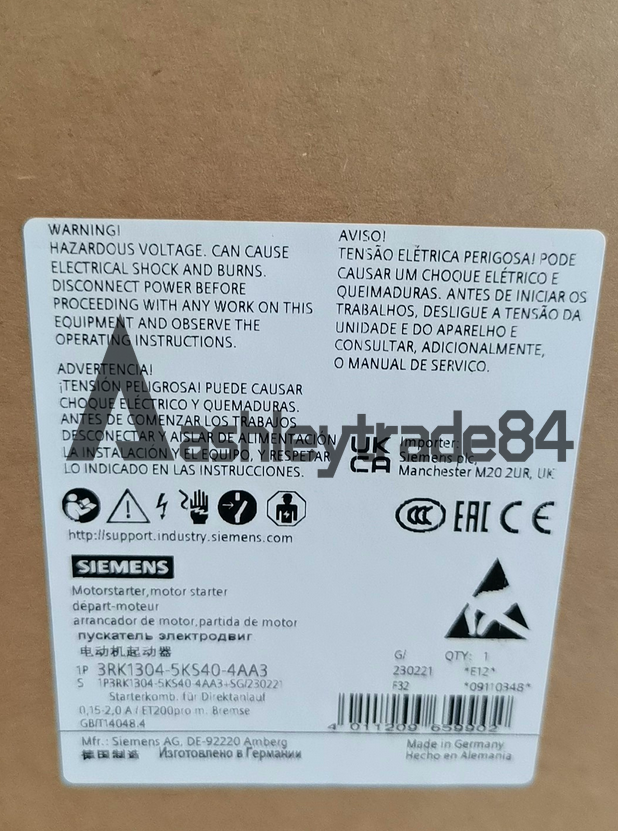 WARNING!
HAZARDOUS VOLTAGE. CAN CAUSE
ELECTRICAL SHOCK AND BURNS.
DISCONNECT POWER BEFORE
PROCEEDING WITH ANY WORK ON THIS
EQUIPMENT AND OBSERVE THE
OPERATING INSTRUCTIONS.
AVISO!
TENSÃO ELÉTRICA PERIGOSA! PODE
CAUSAR UM CHOQUE ELÉTRICO E
QUEIMADURAS. ANTES DE INICIAR OS
TRABALHOS, DESLIGUE A TENSÃO DA
UNIDADE E DO APARELHO E
CONSULTAR, ADICIONALMENTE,
O MANUAL DE SERVICO.
ADVERTENCIA!
¡TENSIÓN PELIGROSA! PUEDE CAUSAR
CHOQUE ELÉCTRICO Y QUEMADURAS.
ANTES DE COMENZAR LOS TRABAJOS
DESCONECTAR Y AISLAR DE ALIMENTACIÓN
LA INSTALACIÓN Y EL EQUIPO, Y RESPETAR
LO INDICADO EN LAS INSTRUCCIONES.
ashleytrade84
UK
CA
Importer:
Siemens plc,
Manchester M20 2UR, UK
CCC EAC CE
http://support.industry.siemens.com
SIEMENS
Motorstarter,motor starter
départ-moteur
arrancador de motor,partida de motor
пускатель электродвиг
电动机起动器
1P 3RK1304-5KS40-4AA3
S 1P3RK1304-5KS40-4AA3+SG/230221
Starterkomb. für Direktanlauf
0,15-2,0 A / ET200pro m. Bremse
GB/T14048.4
G/ QTY: 1
230221 *E12*
F32 *09110348*
4 011209 659902
Mfr.: Siemens AG, DE-92220 Amberg
德国制造 Изготовлено в Германии
Made in Germany
Hecho en Alemania